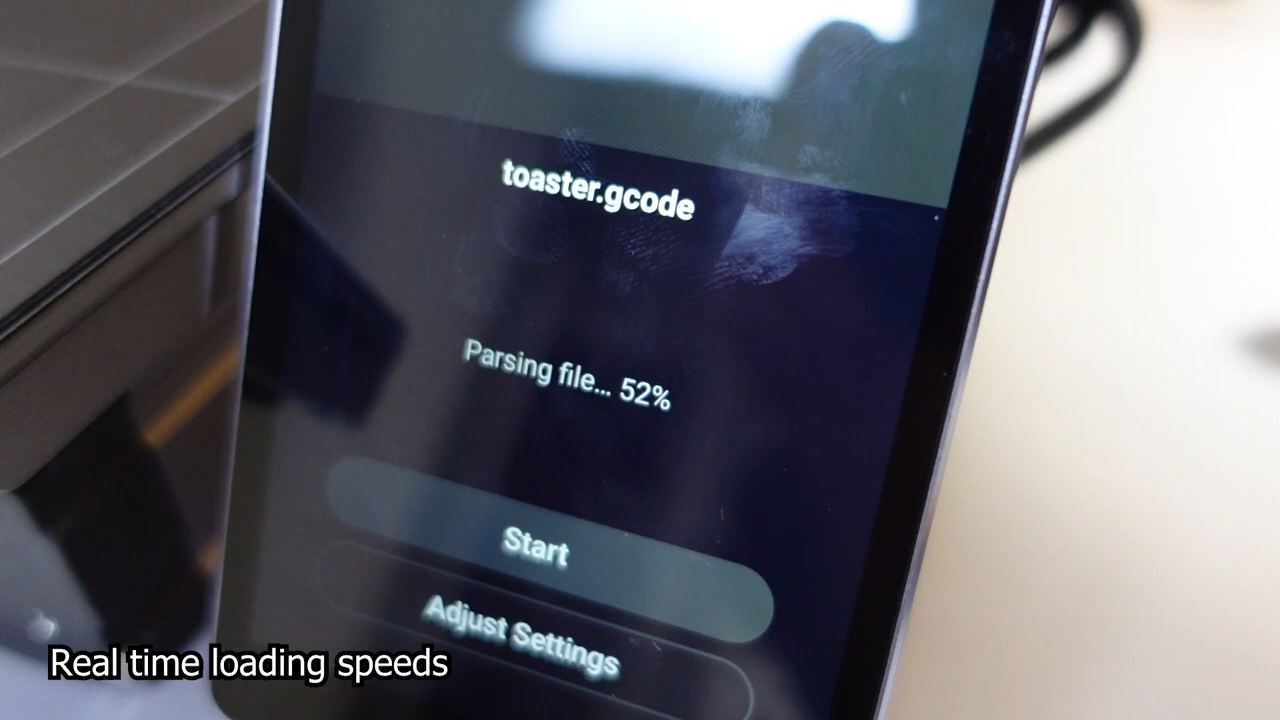 toaster.gcode
Parsing file... 52%
Start
Adjust Settings
Real time loading speeds